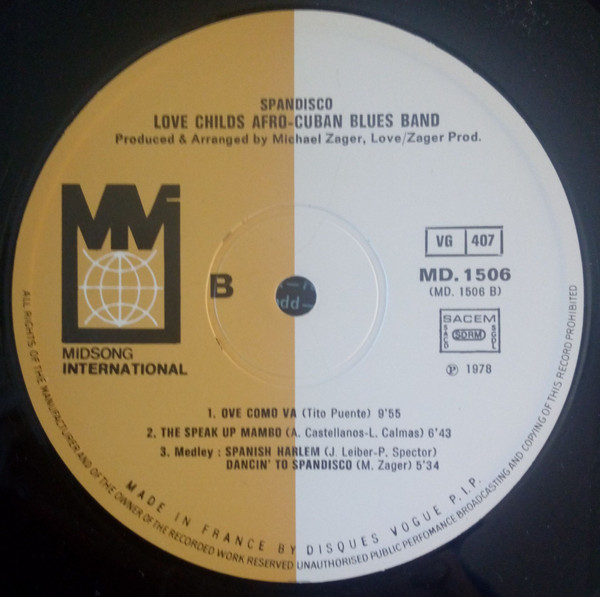 SPANDISCO
LOVE CHILDS AFRO-CUBAN BLUES BAND
Produced & Arranged by Michael Zager, Love/Zager Prod.
MM
VG 407
MD. 1506
(MD. 1506 B)
B
SACEM
SACD SDRM SGDL
MIDSONG
INTERNATIONAL
℗ 1978
1. OVE COMO VA (Tito Puente) 9'55
2. THE SPEAK UP MAMBO (A. Castellanos-L. Calmas) 6'43
3. Medley : SPANISH HARLEM (J. Leiber-P. Spector)
DANCIN' TO SPANDISCO (M. Zager) 5'34
MADE IN FRANCE BY DISQUES VOGUE P.I.P.
ALL RIGHTS OF THE MANUFACTURER AND OF THE OWNER OF THE RECORDED WORK RESERVED UNAUTHORISED PUBLIC PERFOMANCE BROADCASTING AND COPYING OF THIS RECORD PROHIBITED